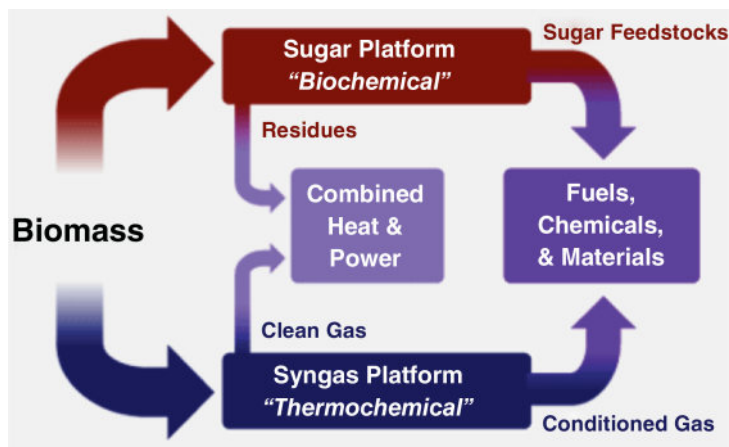 Sugar Platform
“Biochemical”
Sugar Feedstocks
Residues
Combined
Heat &
Power
Fuels,
Chemicals,
& Materials
Biomass
Clean Gas
Syngas Platform
“Thermochemical”
Conditioned Gas